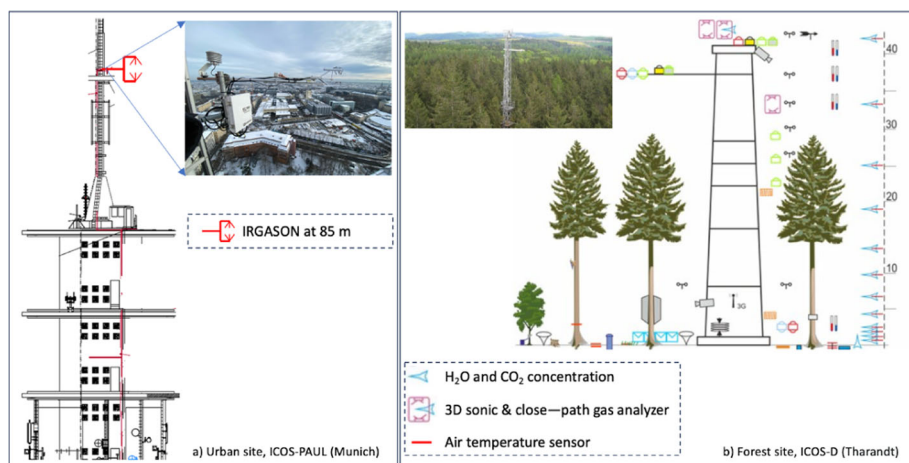 IRGASON at 85 m
a) Urban site, ICOS-PAUL (Munich)
40
30
20
10
3G
H₂O and CO₂ concentration
3D sonic & close—path gas analyzer
Air temperature sensor
b) Forest site, ICOS-D (Tharandt)